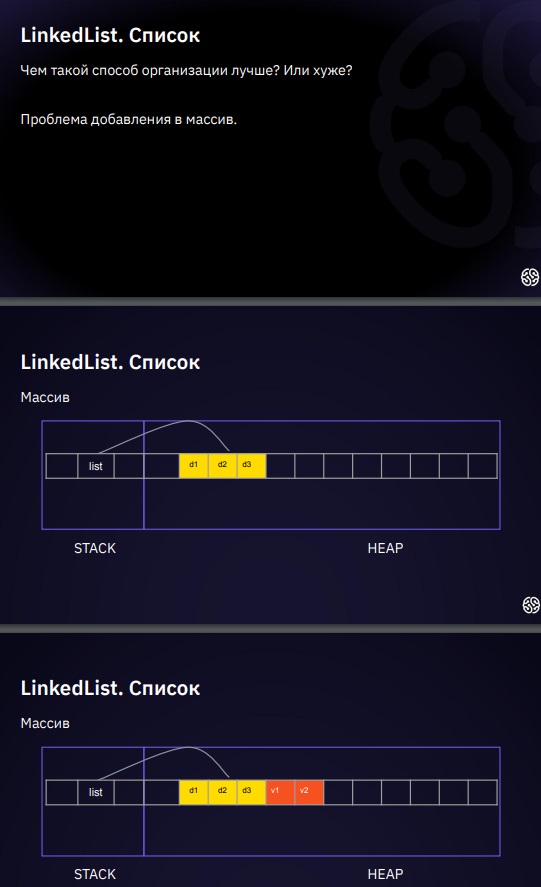 LinkedList. Список
Чем такой способ организации лучше? Или хуже?
Проблема добавления в массив.
LinkedList. Список
Массив
list d1 d2 d3
STACK HEAP
LinkedList. Список
Массив
list d1 d2 d3 v1 v2
STACK HEAP